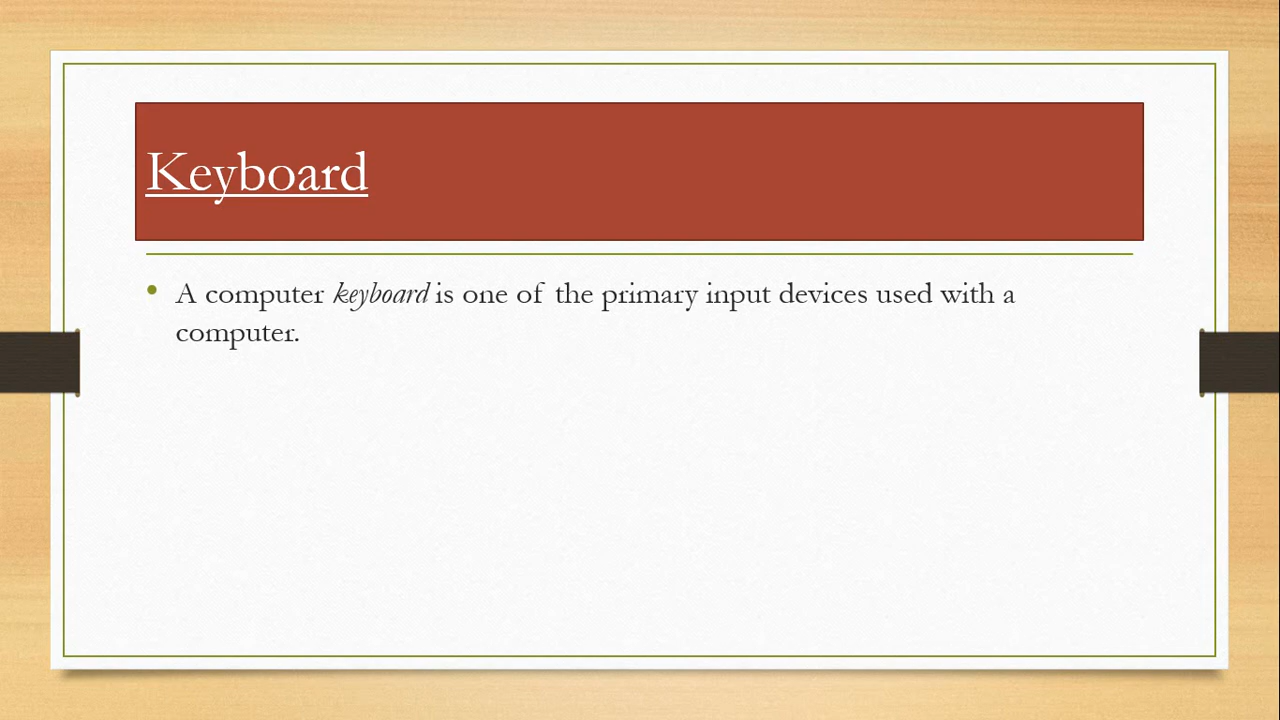 Keyboard
• A computer keyboard is one of the primary input devices used with a
computer.